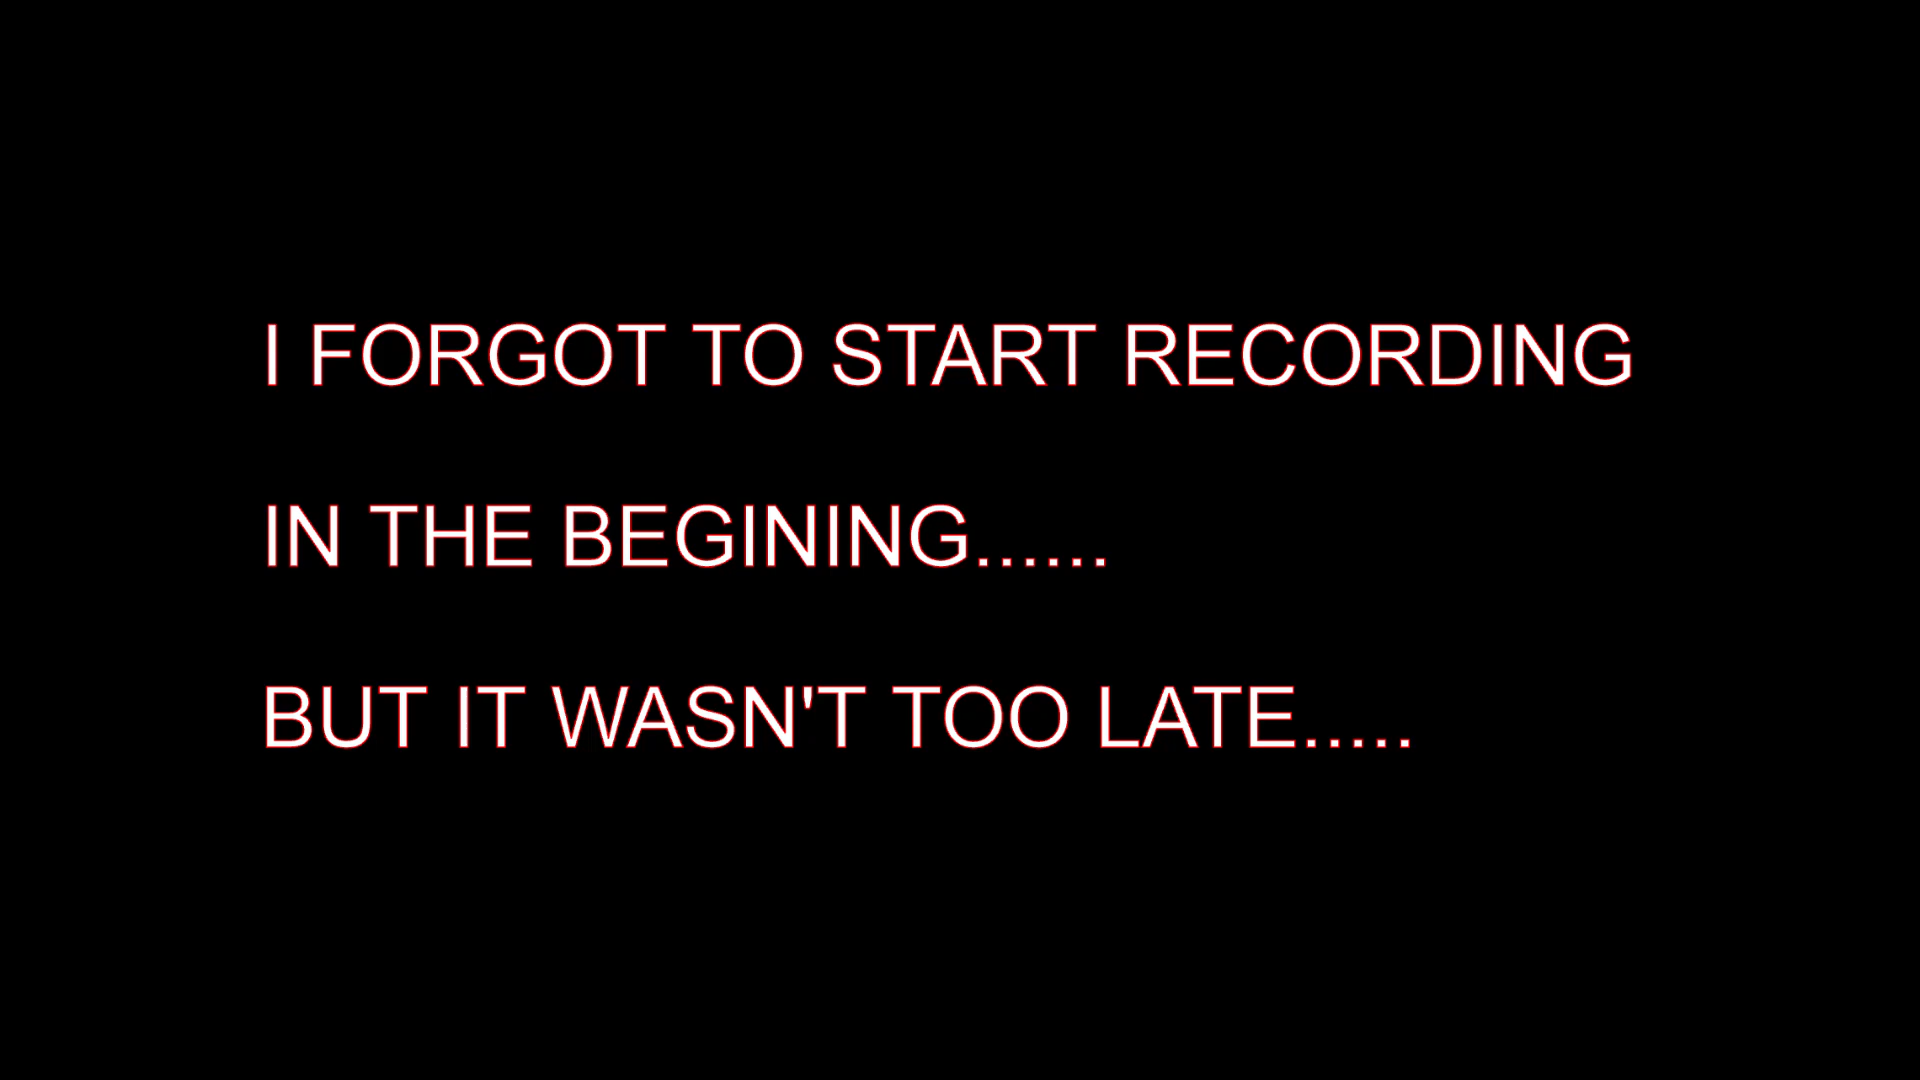 I FORGOT TO START RECORDING
IN THE BEGINING......
BUT IT WASN'T TOO LATE.....